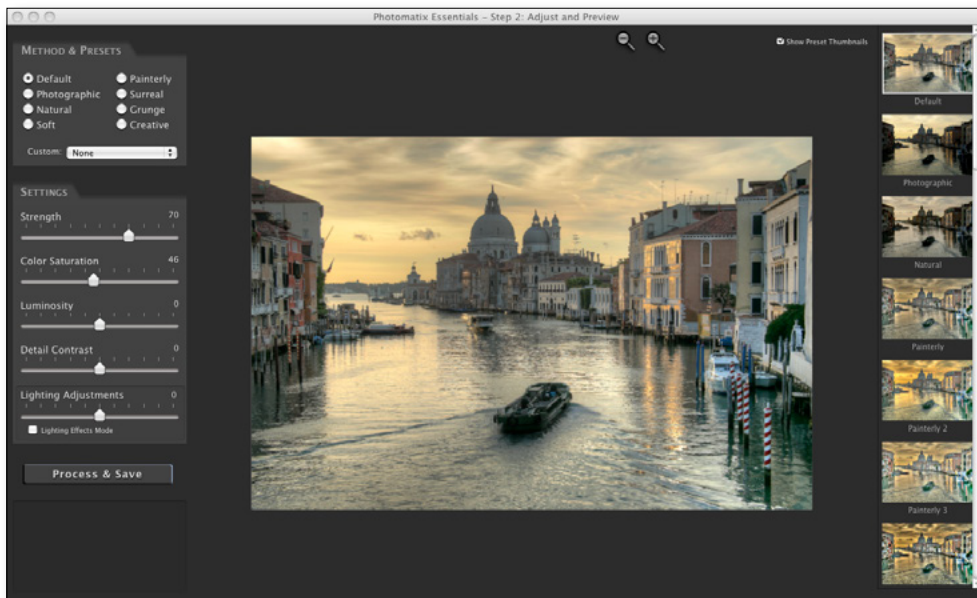 Photomatix Essentials – Step 2: Adjust and Preview
METHOD & PRESETS
Default
Painterly
Photographic
Surreal
Natural
Grunge
Soft
Creative
Custom: None
SETTINGS
Strength 70
Color Saturation 46
Luminosity 0
Detail Contrast 0
Lighting Adjustments 0
Lighting Effects Mode
Process & Save
Show Preset Thumbnails
Default
Photographic
Natural
Painterly
Painterly 2
Painterly 3